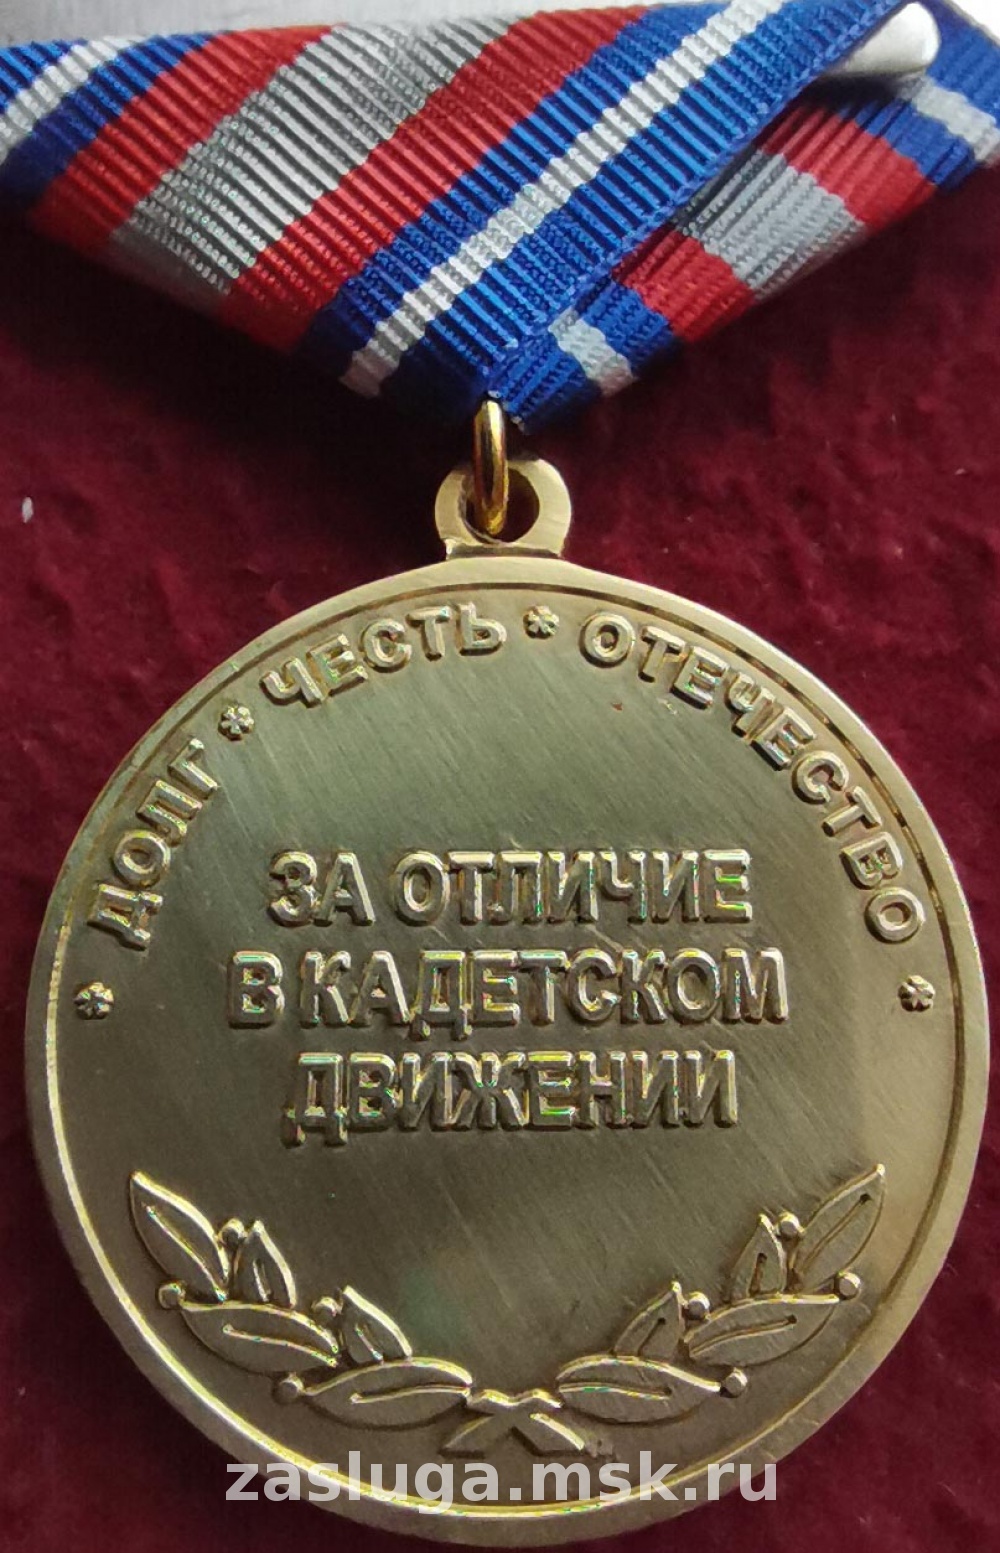 * ДОЛГ * ЧЕСТЬ * ОТЕЧЕСТВО *
ЗА ОТЛИЧИЕ
В КАДЕТСКОМ
ДВИЖЕНИИ
zasluga.msk.ru